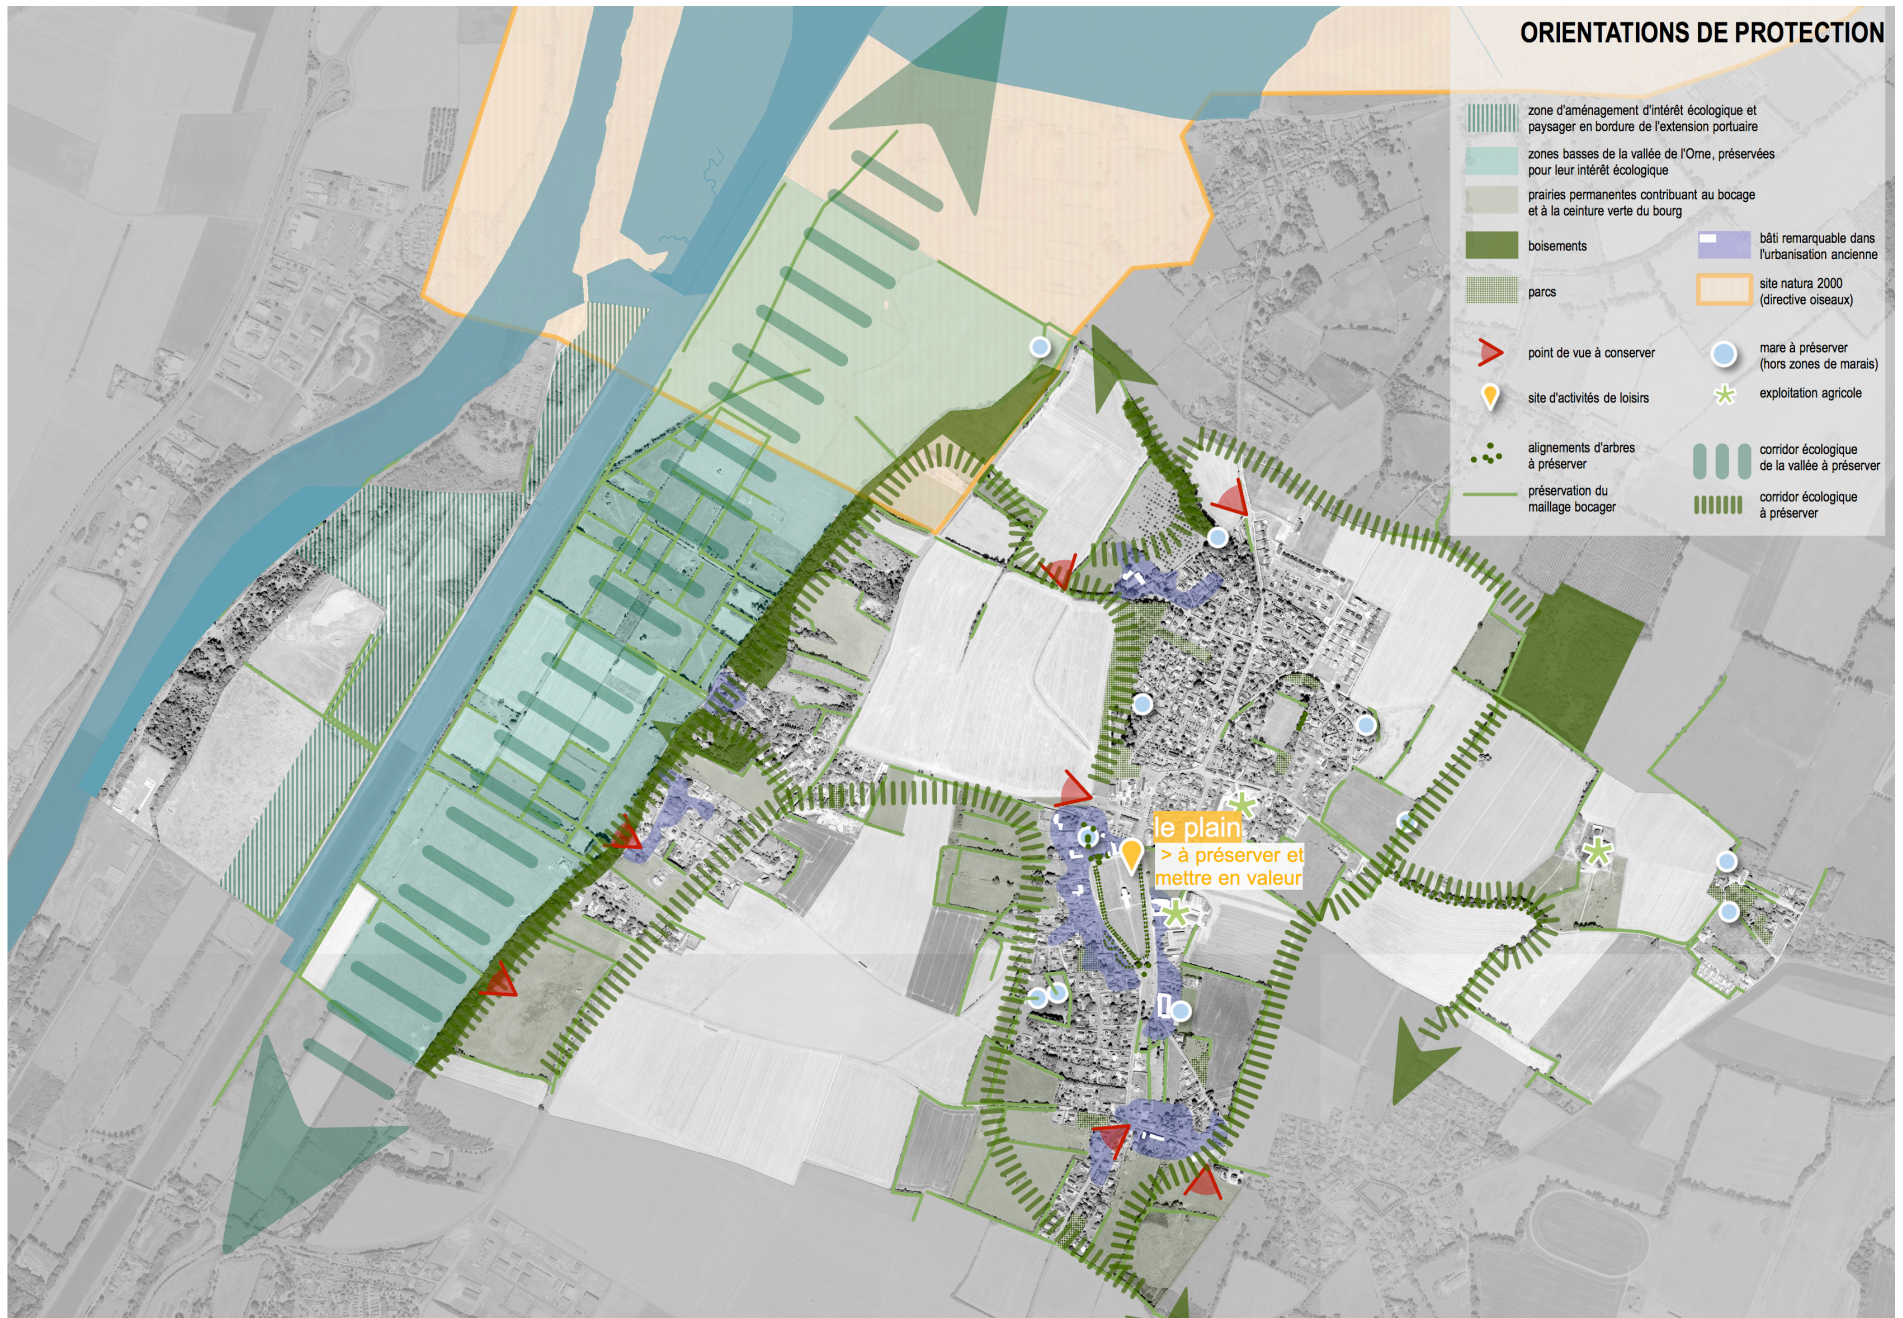 ORIENTATIONS DE PROTECTION
zone d'aménagement d'intérêt écologique et
paysager en bordure de l'extension portuaire
zones basses de la vallée de l'Orne, préservées
pour leur intérêt écologique
prairies permanentes contribuant au bocage
et à la ceinture verte du bourg
boisements
parcs
bâti remarquable dans
l'urbanisation ancienne
site natura 2000
(directive oiseaux)
point de vue à conserver
site d'activités de loisirs
alignements d'arbres
à préserver
préservation du
maillage bocager
mare à préserver
(hors zones de marais)
exploitation agricole
corridor écologique
de la vallée à préserver
corridor écologique
à préserver
le plain
> à préserver et
mettre en valeur